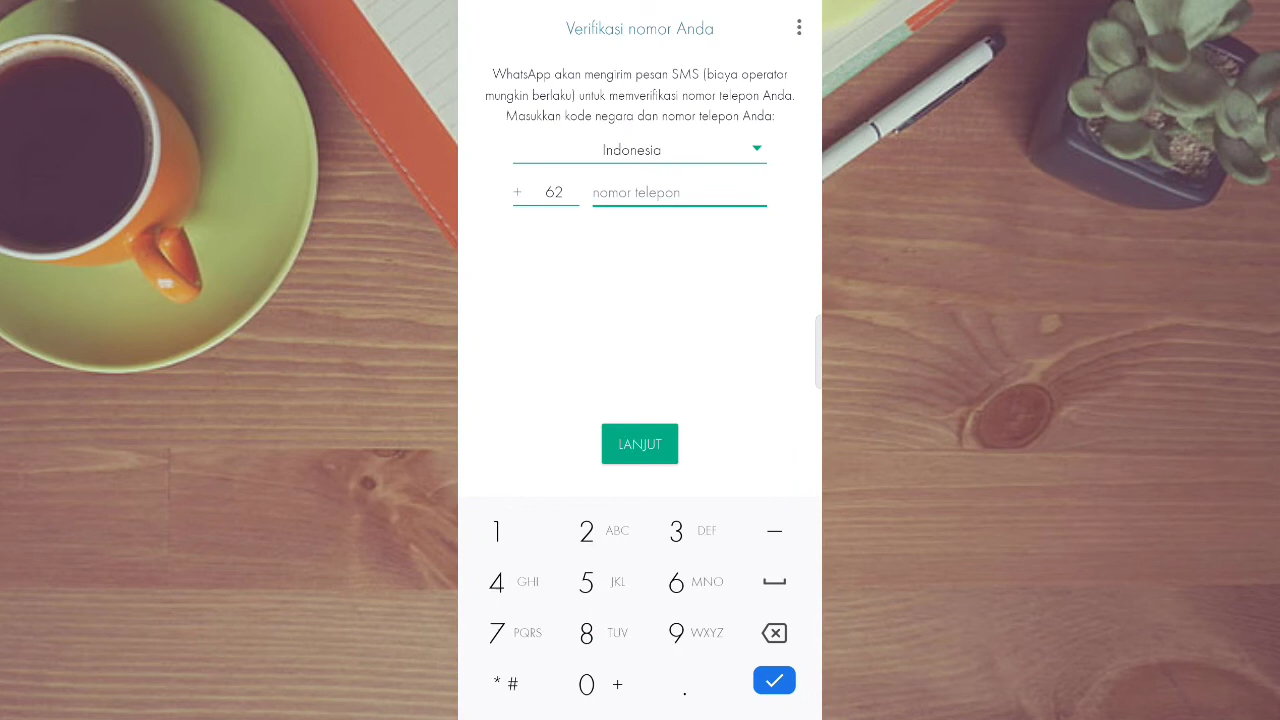 Verifikasi nomor Anda
WhatsApp akan mengirim pesan SMS (biaya operator
mungkin berlaku) untuk memverifikasi nomor telepon Anda.
Masukkan kode negara dan nomor telepon Anda:
Indonesia
+ 62 nomor telepon
LANJUT
1 2 ABC 3 DEF –
4 GHI 5 JKL 6 MNO
7 PQRS 8 TUV 9 WXYZ
* # 0 + .